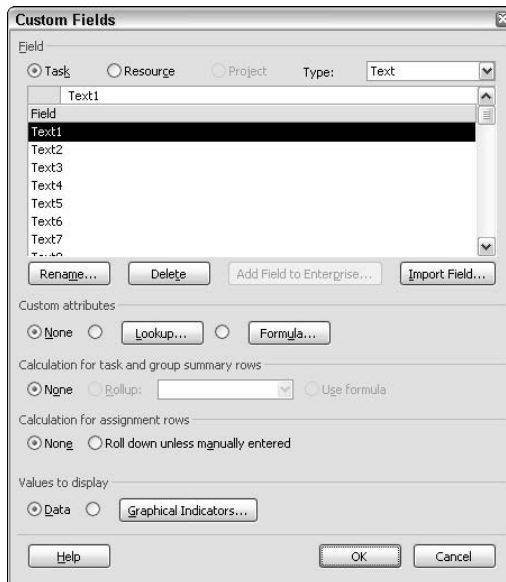 Custom Fields
Field
Task Resource Project Type: Text
Text1
Field
Text1
Text2
Text3
Text4
Text5
Text6
Text7
Rename... Delete Add Field to Enterprise... Import Field...
Custom attributes
None Lookup... Formula...
Calculation for task and group summary rows
None Rollup: Use formula
Calculation for assignment rows
None Roll down unless manually entered
Values to display
Data Graphical Indicators...
Help OK Cancel